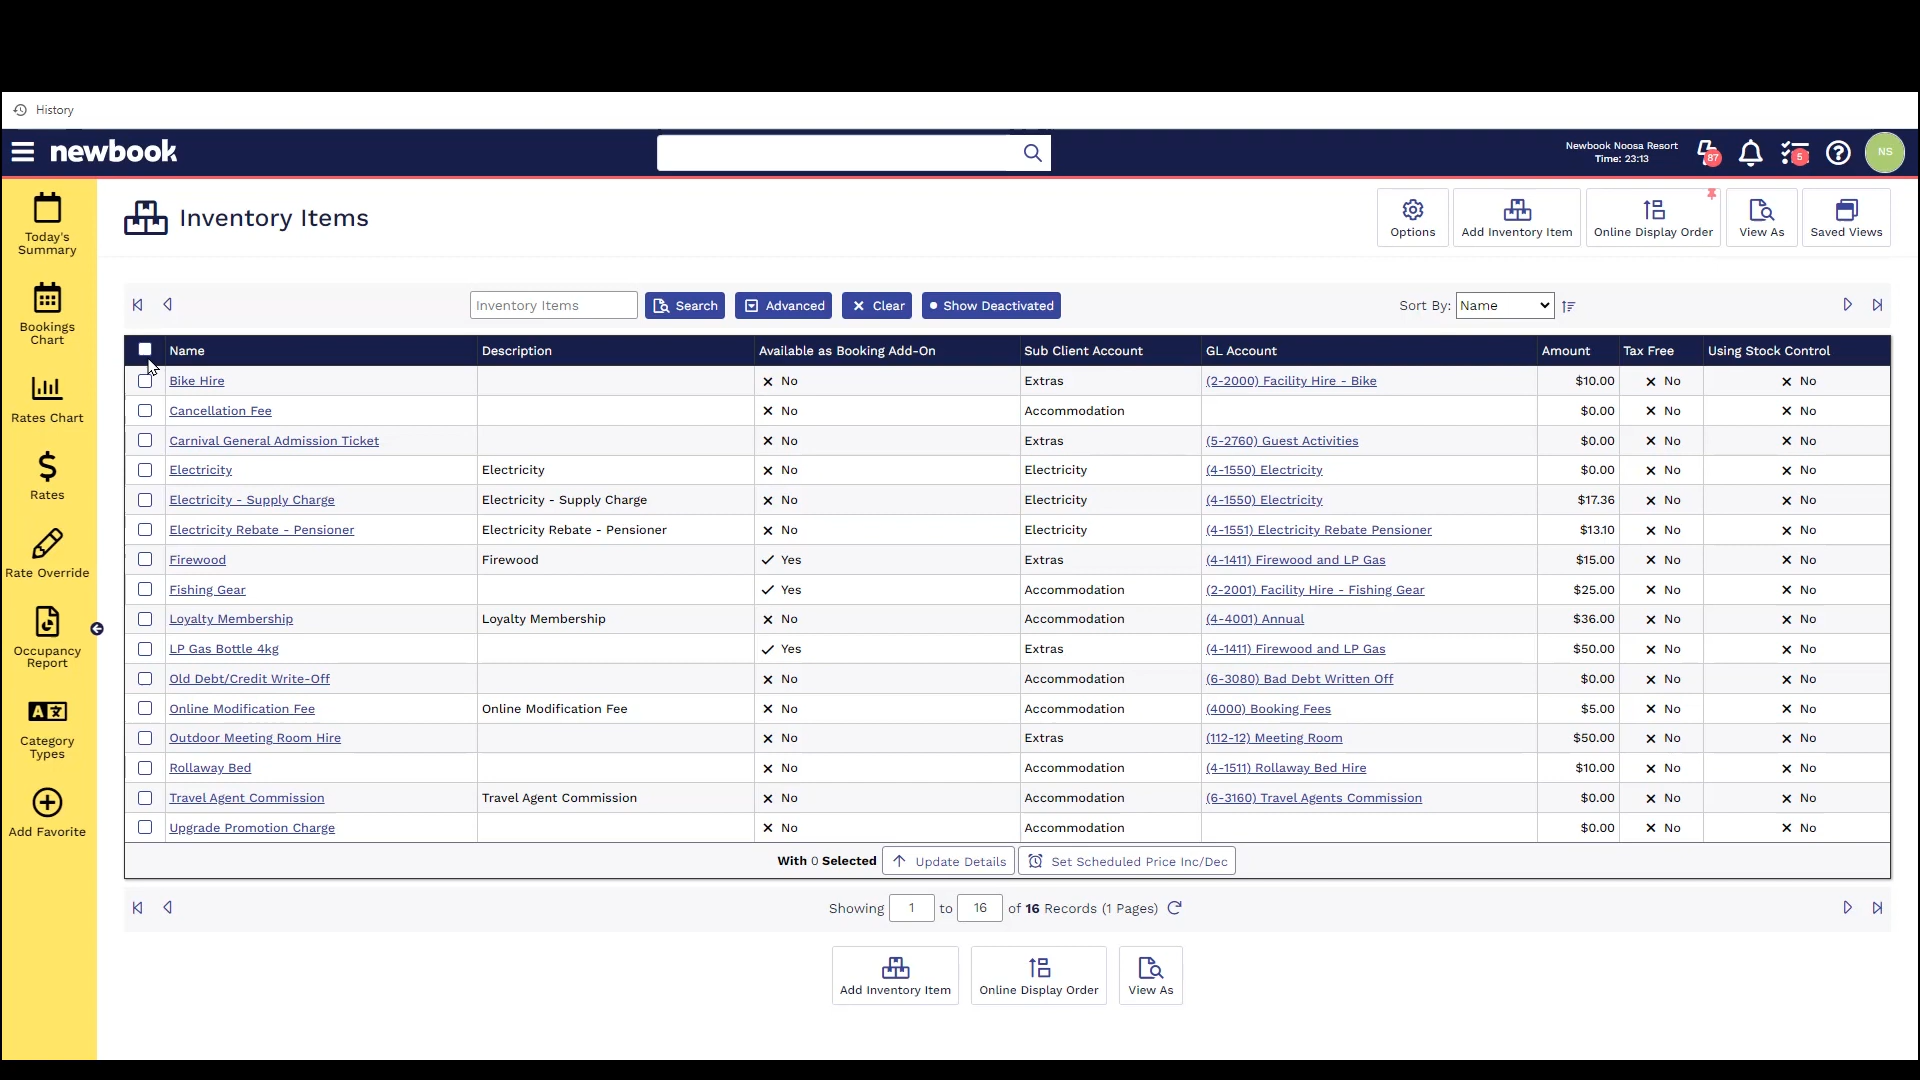 History
newbook
Newbook Noosa Resort
Time: 23:13
87
5
NS
Today's
Summary
Bookings
Chart
Rates Chart
Rates
Rate Override
Occupancy
Report
Category
Types
Add Favorite
Inventory Items
Options
Add Inventory Item
Online Display Order
View As
Saved Views
Inventory Items Search Advanced Clear Show Deactivated Sort By: Name
Name Description Available as Booking Add-On Sub Client Account GL Account Amount Tax Free Using Stock Control
Bike Hire No Extras (2-2000) Facility Hire - Bike $10.00 No No
Cancellation Fee No Accommodation $0.00 No No
Carnival General Admission Ticket No Extras (5-2760) Guest Activities $0.00 No No
Electricity Electricity No Electricity (4-1550) Electricity $0.00 No No
Electricity - Supply Charge Electricity - Supply Charge No Electricity (4-1550) Electricity $17.36 No No
Electricity Rebate - Pensioner Electricity Rebate - Pensioner No Electricity (4-1551) Electricity Rebate Pensioner $13.10 No No
Firewood Firewood Yes Extras (4-1411) Firewood and LP Gas $15.00 No No
Fishing Gear Yes Accommodation (2-2001) Facility Hire - Fishing Gear $25.00 No No
Loyalty Membership Loyalty Membership No Accommodation (4-4001) Annual $36.00 No No
LP Gas Bottle 4kg Yes Extras (4-1411) Firewood and LP Gas $50.00 No No
Old Debt/Credit Write-Off No Accommodation (6-3080) Bad Debt Written Off $0.00 No No
Online Modification Fee Online Modification Fee No Accommodation (4000) Booking Fees $5.00 No No
Outdoor Meeting Room Hire No Extras (112-12) Meeting Room $50.00 No No
Rollaway Bed No Accommodation (4-1511) Rollaway Bed Hire $10.00 No No
Travel Agent Commission Travel Agent Commission No Accommodation (6-3160) Travel Agents Commission $0.00 No No
Upgrade Promotion Charge No Accommodation $0.00 No No
With 0 Selected Update Details Set Scheduled Price Inc/Dec
Showing 1 to 16 of 16 Records (1 Pages)
Add Inventory Item
Online Display Order
View As